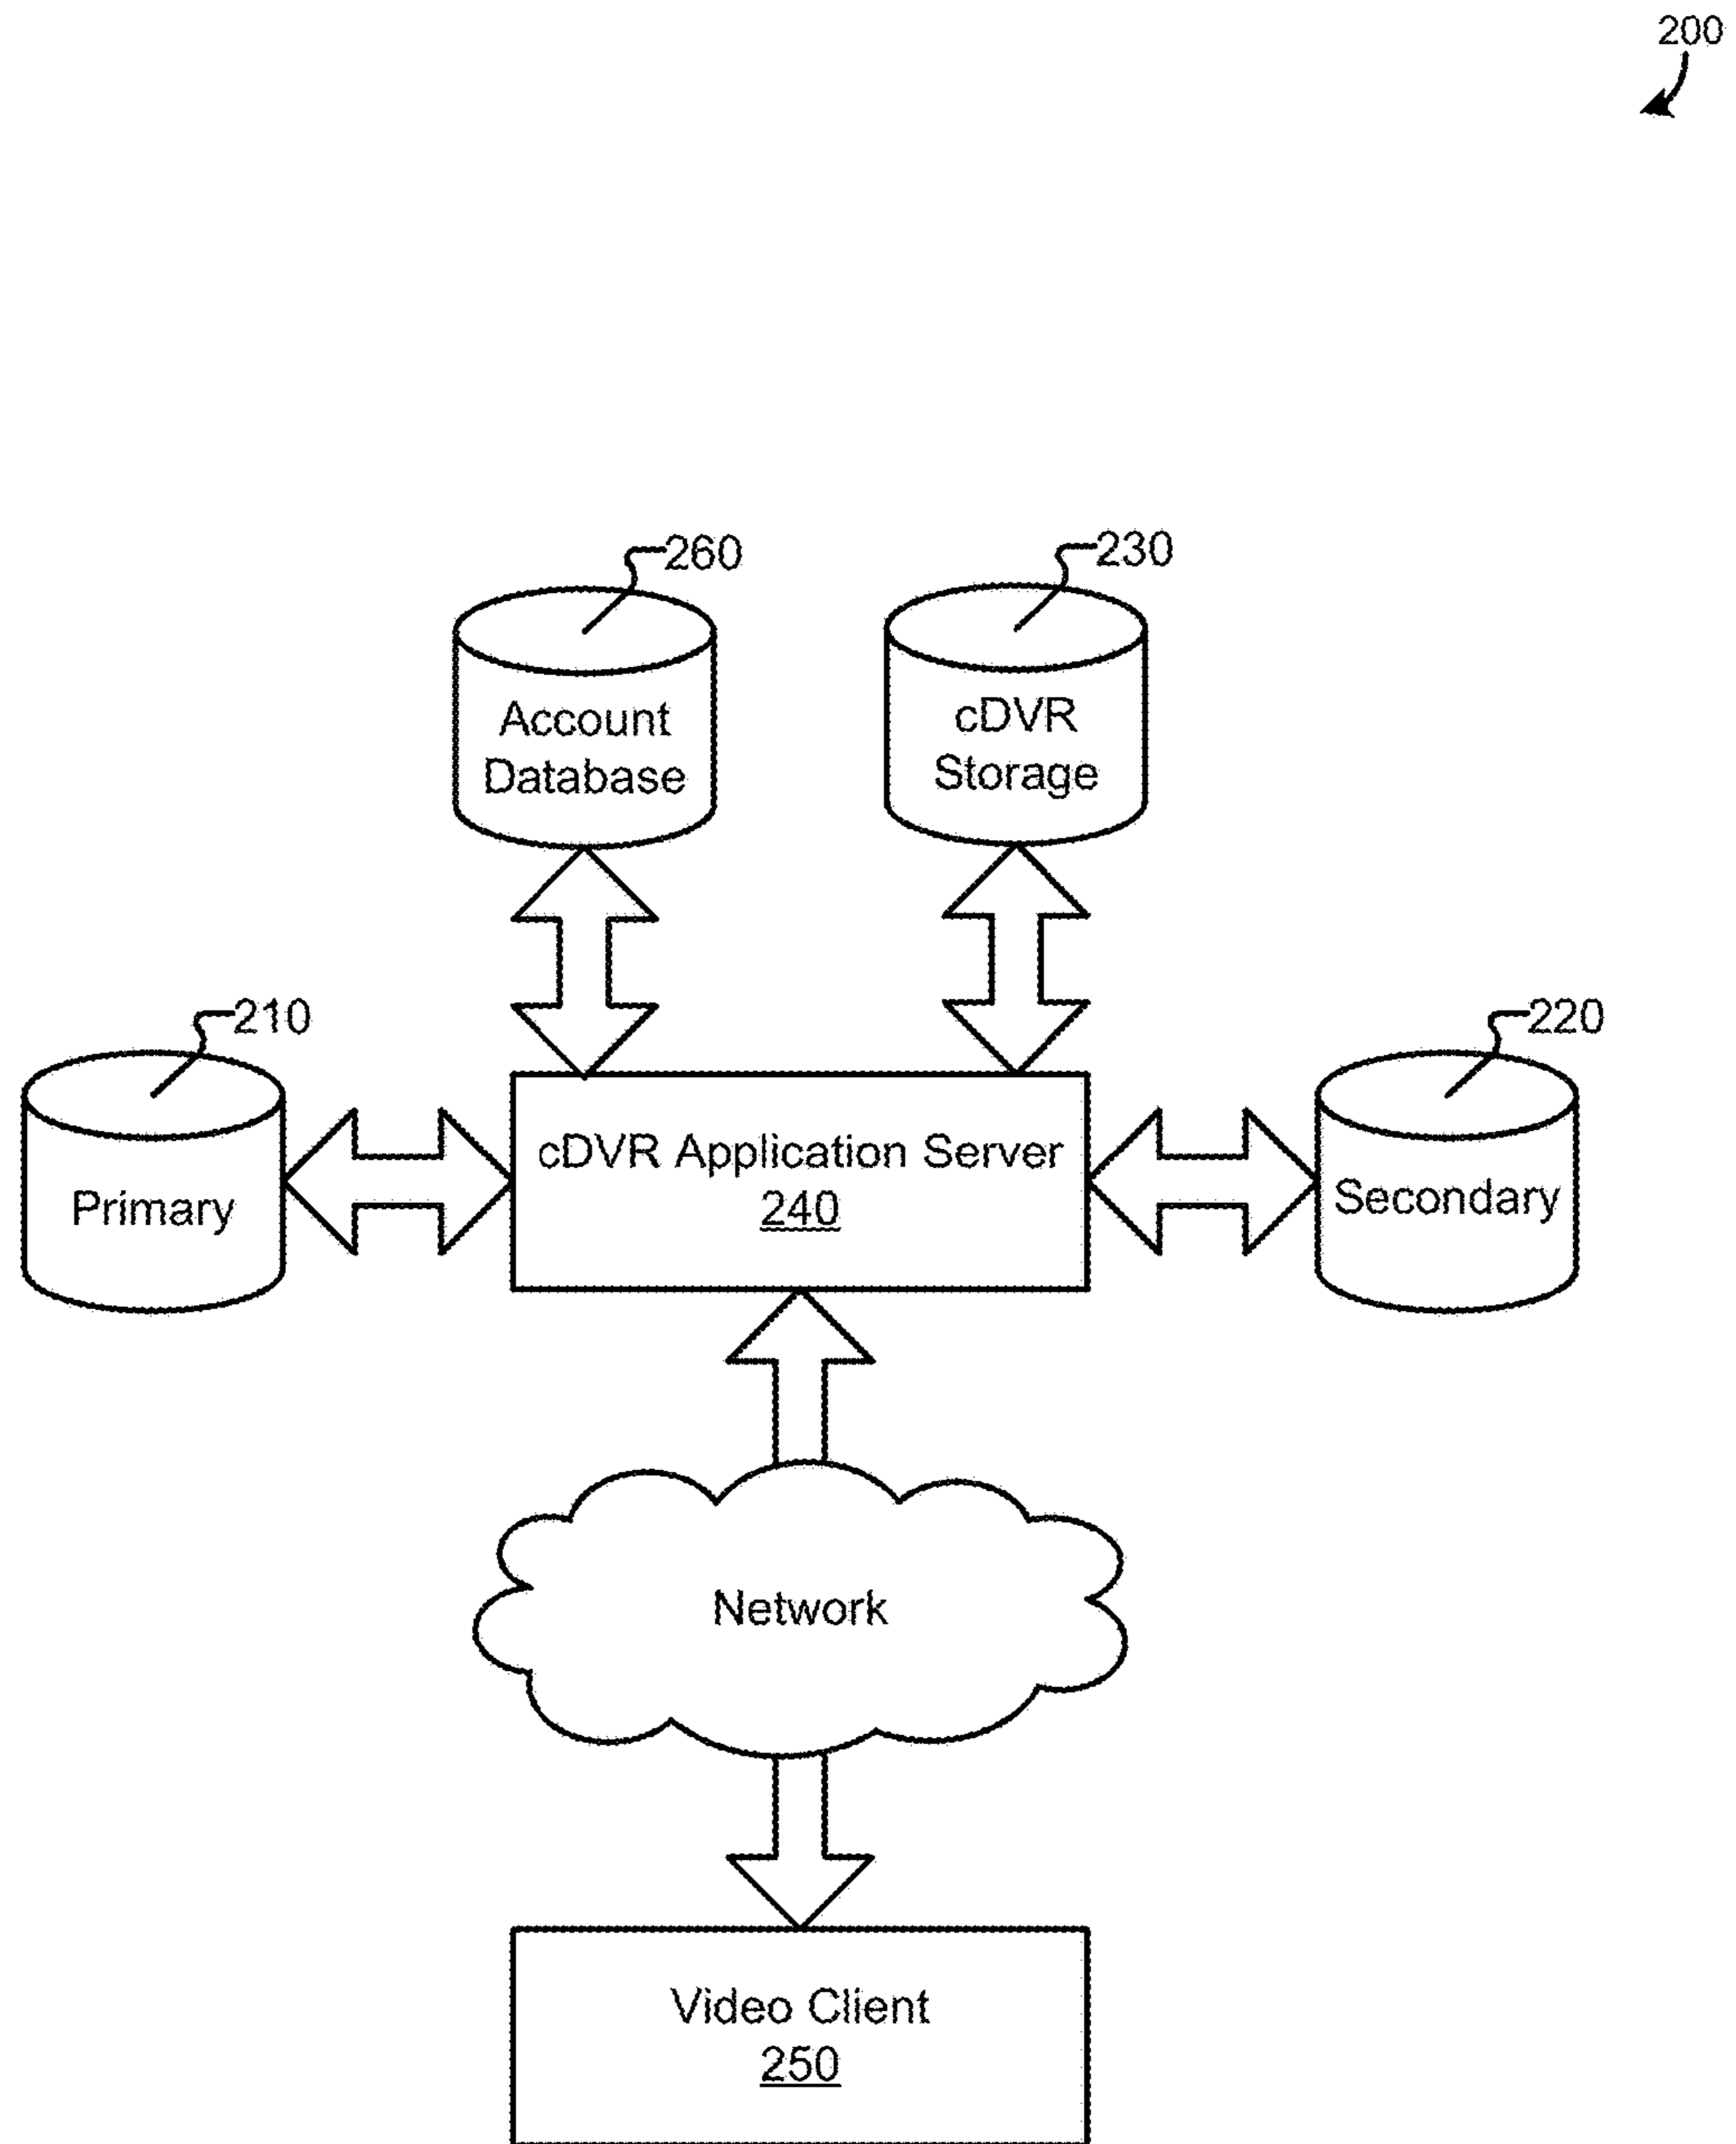 200
260
230
Account
Database
cDVR
Storage
210
220
cDVR Application Server
240
Primary
Secondary
Network
Video Client
250